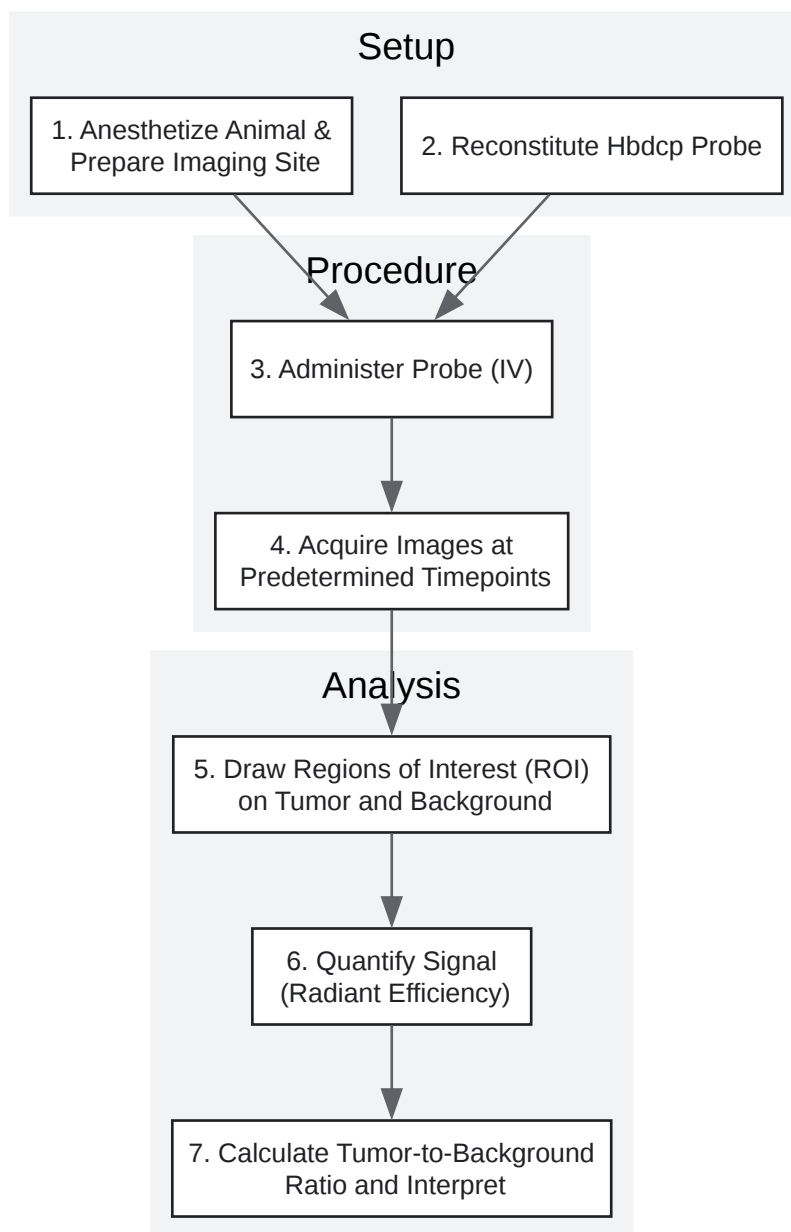 Setup
1. Anesthetize Animal &
Prepare Imaging Site
2. Reconstitute Hbdcp Probe
Procedure
3. Administer Probe (IV)
4. Acquire Images at
Predetermined Timepoints
Analysis
5. Draw Regions of Interest (ROI)
on Tumor and Background
6. Quantify Signal
(Radiant Efficiency)
7. Calculate Tumor-to-Background
Ratio and Interpret